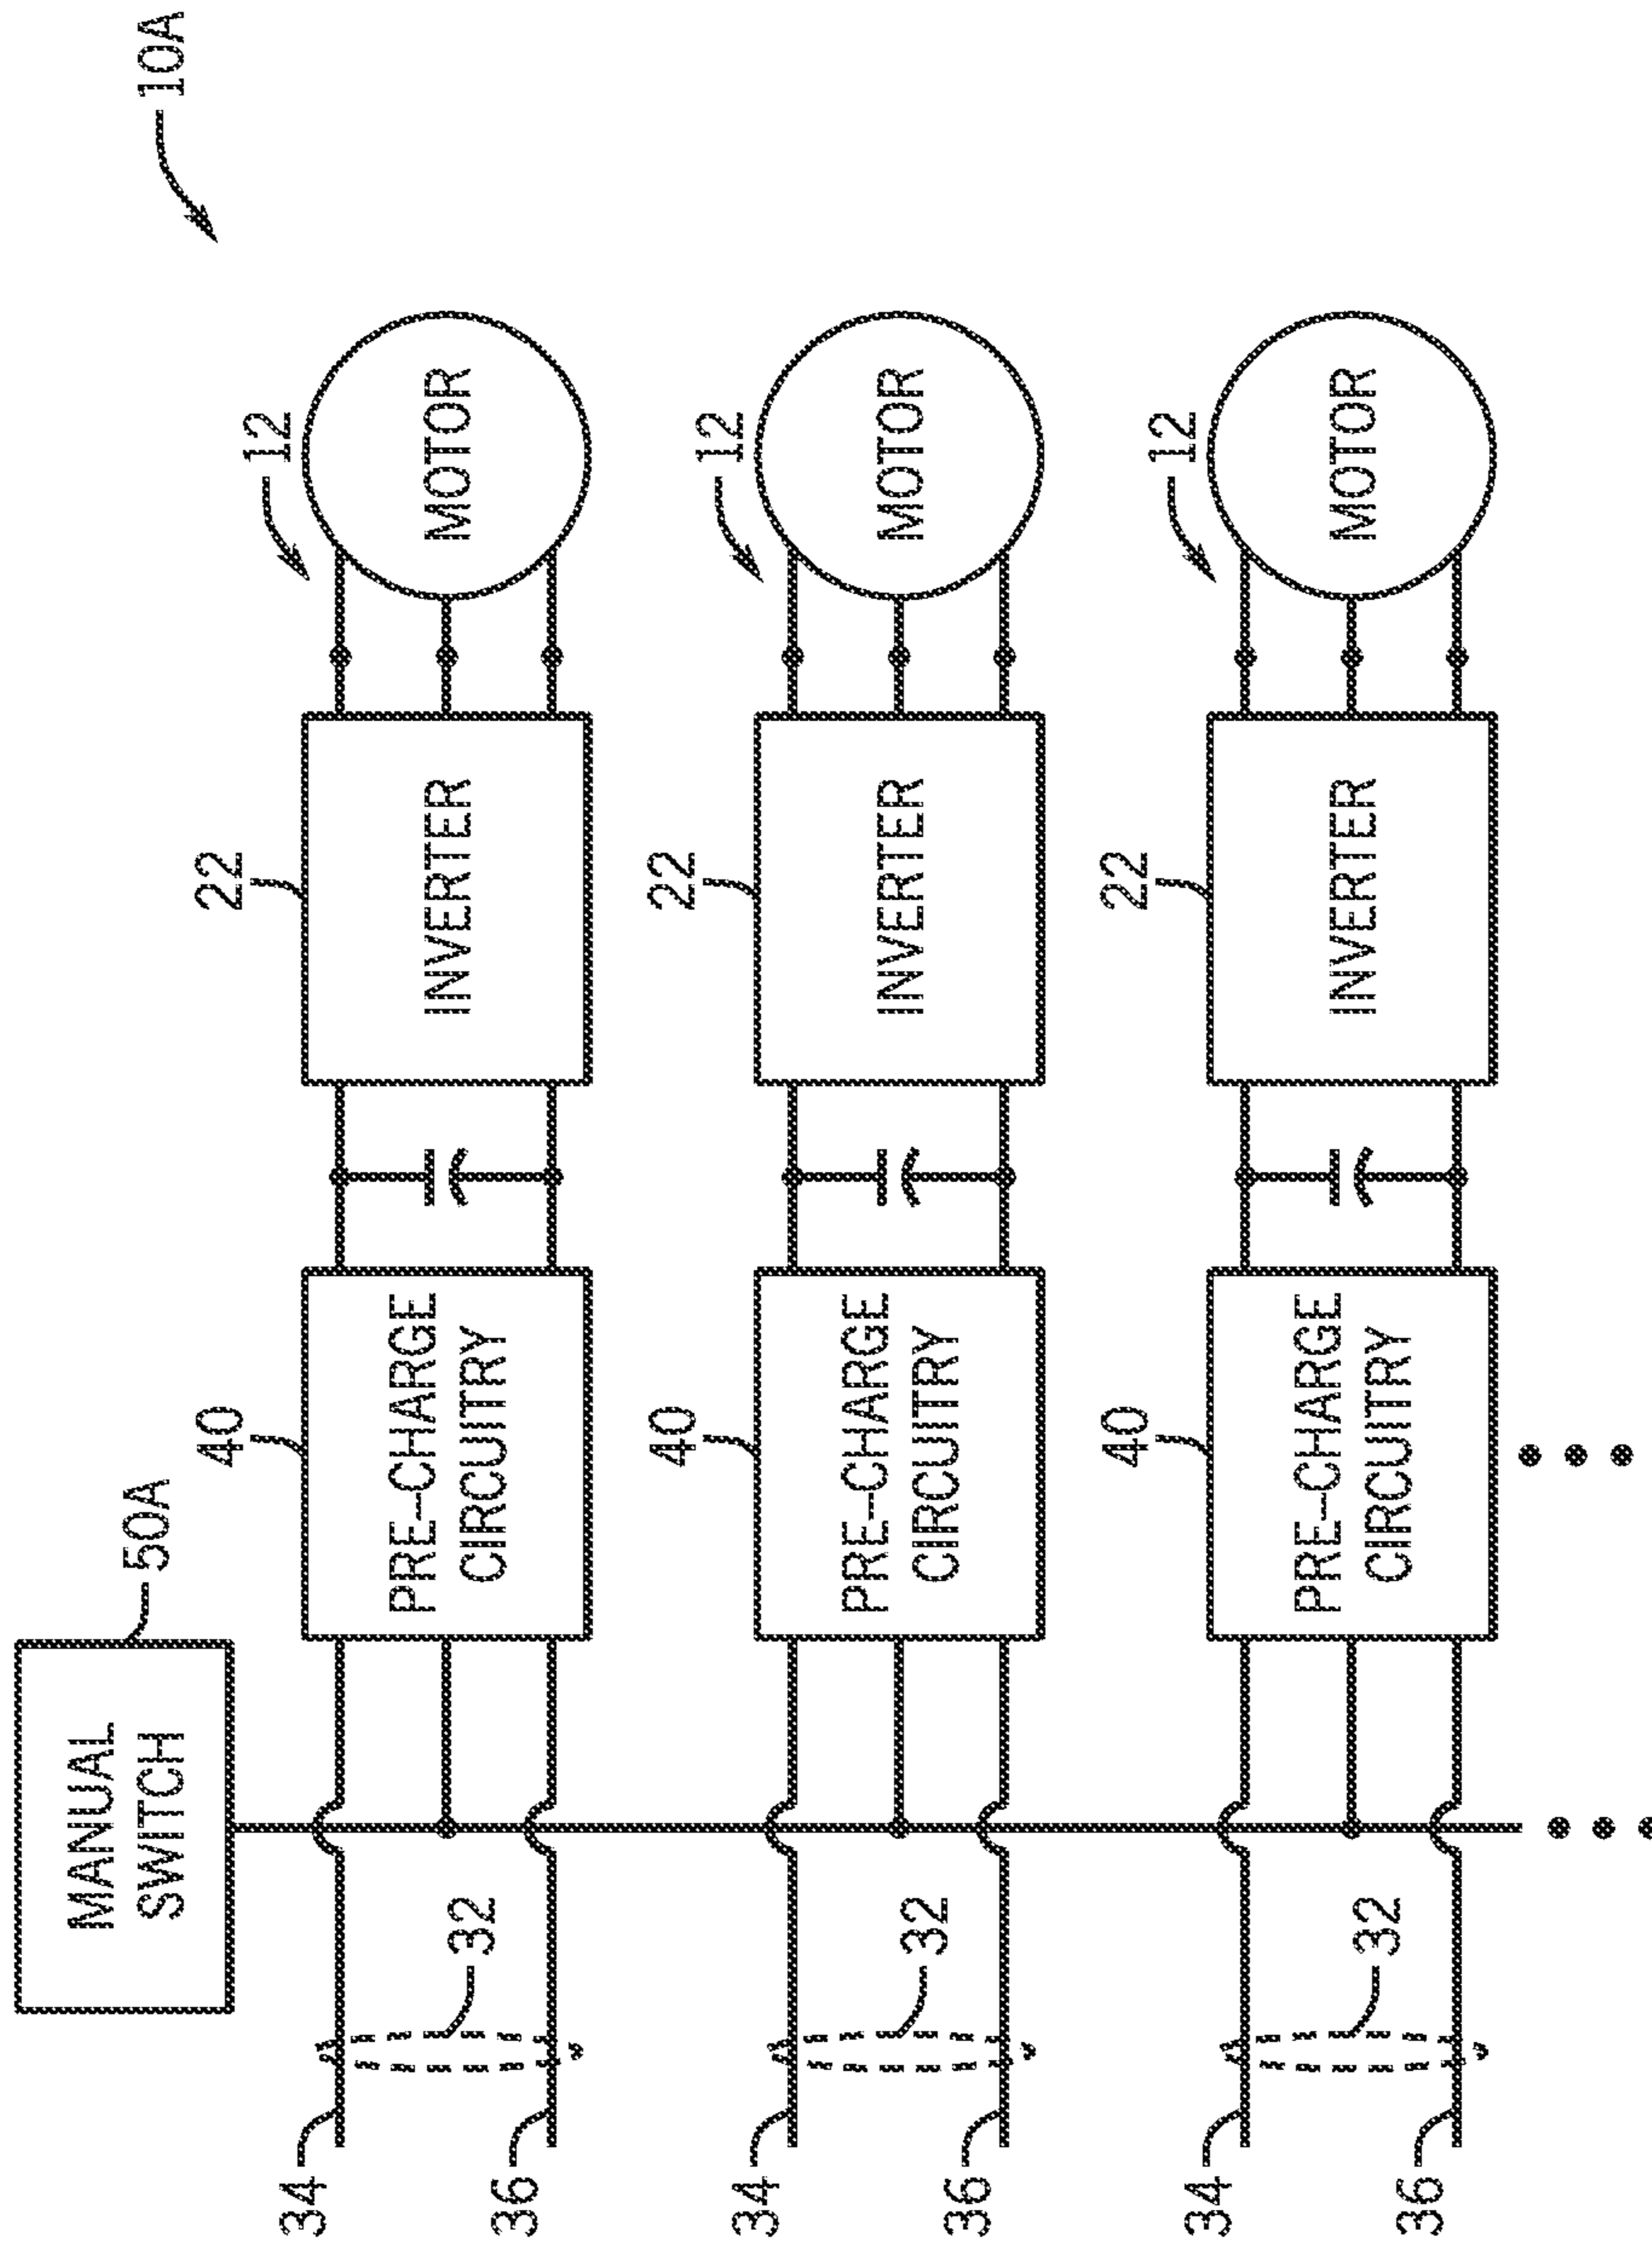 10A
MANUAL
SWITCH
50A
34
36
32
40
PRE-CHARGE
CIRCUITRY
22
INVERTER
12
MOTOR
34
36
32
40
PRE-CHARGE
CIRCUITRY
22
INVERTER
12
MOTOR
34
36
32
40
PRE-CHARGE
CIRCUITRY
22
INVERTER
12
MOTOR